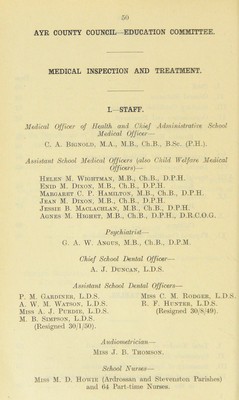 50
AYR COUNTY COUNCIL—EDUCATION COMMITTEE.
MEDICAL INSPECTION AND TREATMENT.
I.—STAFF.
Medical Officer of Health and Chief Administrative School
Medical Officer—
C. A. Bignold, M.A., M.B., Ch.B., B.Sc. (P.H.).
Assistant School Medical Officers (also Child Welfare Medical
Officers)—
Helen M. Wightman, M.B., Ch.B., D.P.H.
Enid M. Dixon, M.B., Ch.B., D.P.H.
Margaret C. P. Hamilton, M.B., Ch.B., D.P.H.
Jean M. Dixon, M.B., Ch.B., D.P.H.
Jessie B. Maclachlan, M.B., Ch.B., D.P.H.
Agnes M. Highet, M.B., Ch.B., D.P.H., D.R.C.O.G.
Psychiatrist—
G. A. W. Angus, M.B., Ch.B., D.P.M.
Chief School Dental Officer—
A. J. Duncan, L.D.S.
Assistant School Dental Officers—
P. M. Gardiner, L.D.S.
A. W. M. Watson, L.D.S.
Miss A. J. Purdie, L.D.S.
M. B. Simpson, L.D.S.
(Resigned 30/1/50).
Miss C. M. Rodger, L.D.S.
R. F. Hunter, L.D.S.
(Resigned 30/8/49).
Audiometrician—
Miss J. B. Thomson.
School Nurses—
Miss M. D. Howie (Ardrossan and Stevenston Parishes)
and 64 Part-time Nurses.